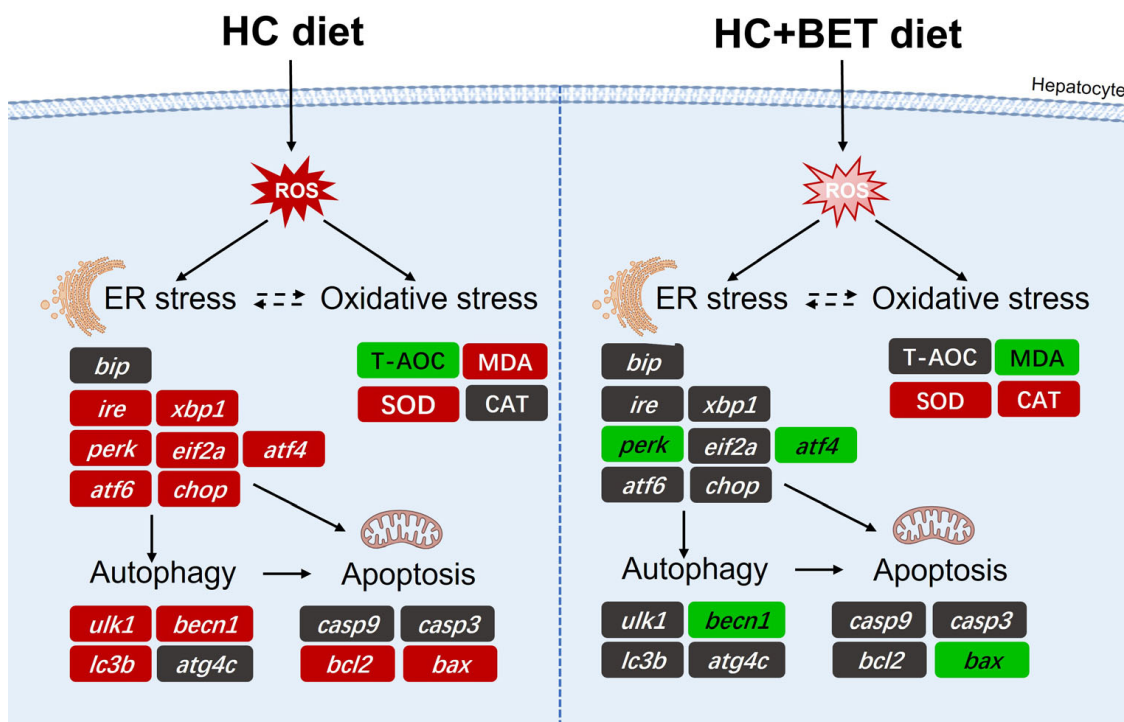 HC diet
HC+BET diet
Hepatocyte
ROS
ER stress
Oxidative stress
bip
T-AOC MDA
ire xbp1
SOD CAT
perk eif2a atf4
atf6 chop
Autophagy
Apoptosis
ulk1 becn1
casp9 casp3
lc3b atg4c
bcl2 bax
ROS
ER stress
Oxidative stress
bip
T-AOC MDA
ire xbp1
SOD CAT
perk eif2a atf4
atf6 chop
Autophagy
Apoptosis
ulk1 becn1
casp9 casp3
lc3b atg4c
bcl2 bax